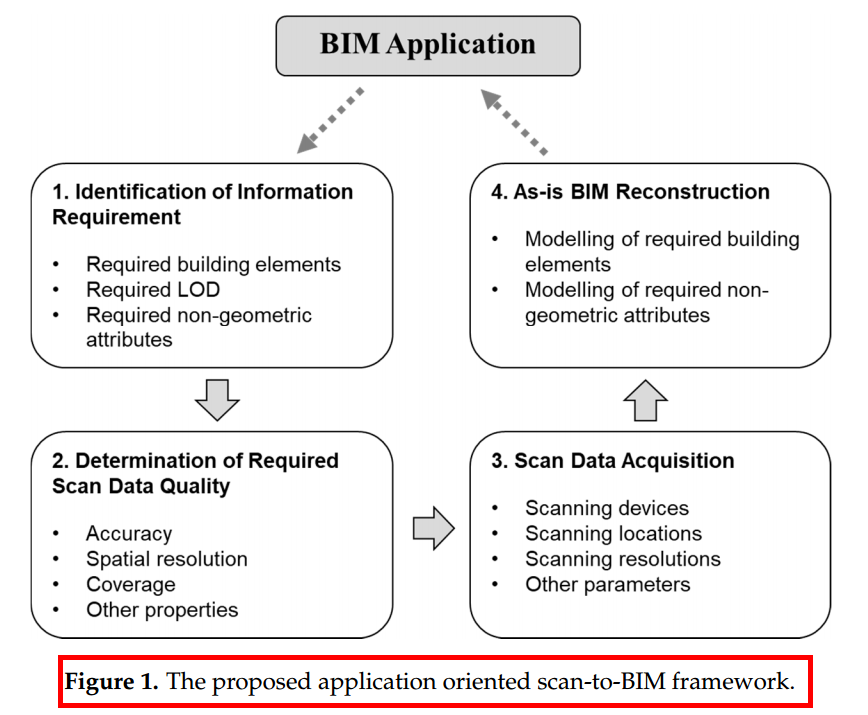 BIM Application
1. Identification of Information
Requirement
• Required building elements
• Required LOD
• Required non-geometric
attributes
2. Determination of Required
Scan Data Quality
• Accuracy
• Spatial resolution
• Coverage
• Other properties
3. Scan Data Acquisition
• Scanning devices
• Scanning locations
• Scanning resolutions
• Other parameters
4. As-is BIM Reconstruction
• Modelling of required building
elements
• Modelling of required non-
geometric attributes
Figure 1. The proposed application oriented scan-to-BIM framework.